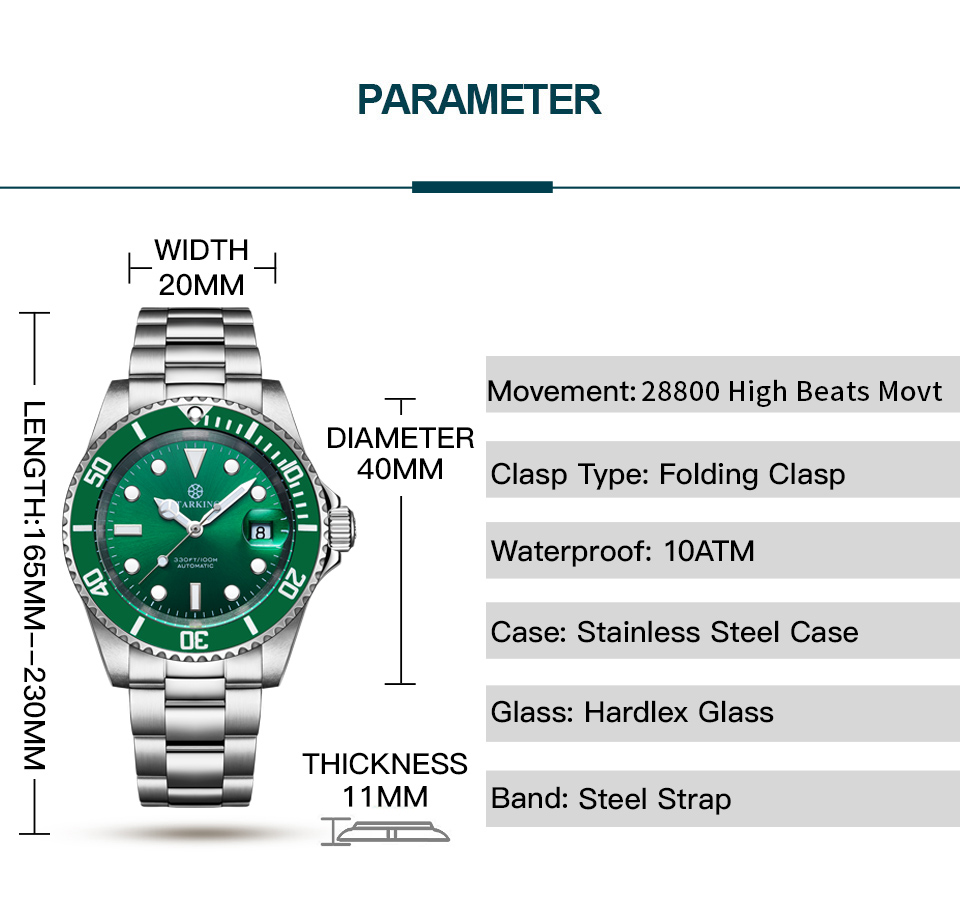 PARAMETER
WIDTH
20MM
LENGTH:165MM--230MM
DIAMETER
40MM
THICKNESS
11MM
50
10
40
20
30
8
330FT/100M
AUTOMATIC
Movement: 28800 High Beats Movt
Clasp Type: Folding Clasp
Waterproof: 10ATM
Case: Stainless Steel Case
Glass: Hardlex Glass
Band: Steel Strap